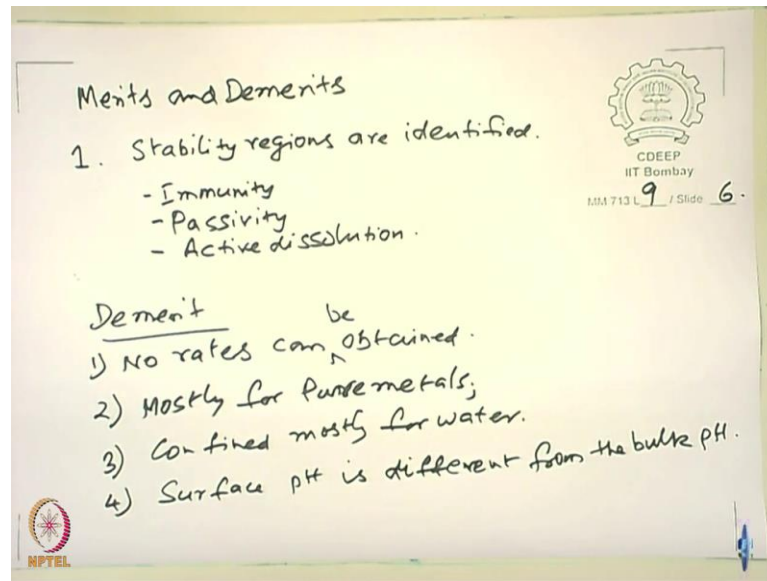 Merits and Demerits
1. Stability regions are identified.
- Immunity
- Passivity
- Active dissolution.
CDEEP
IIT Bombay
MM 713 L 9 / Slide 6.
Demerit
1) No rates can be obtained.
2) Mostly for Pure metals;
3) Confined mostly for water.
4) Surface pH is different from the bulk pH.
NPTEL